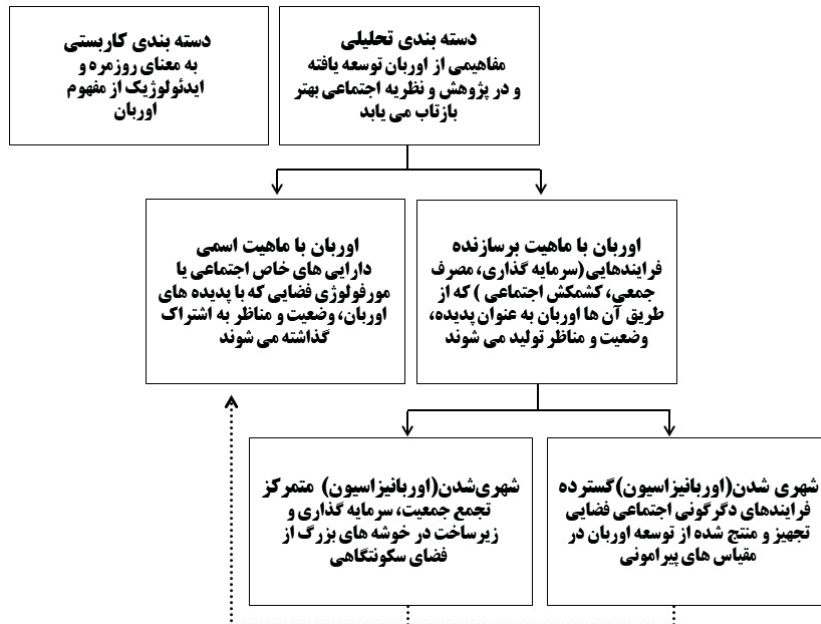 دسته بندی تحلیلی
مفاهیمی از اوربان توسعه یافته
و در پژوهش و نظریه اجتماعی بهتر
بازتاب می یابد
دسته بندی کاربستی
به معنای روزمره و
ایدئولوژیک از مفهوم
اوربان
اوربان با ماهیت برسازنده
فرایندهایی(سرمایه گذاری، مصرف
جمعی، کشمکش اجتماعی ) که از
طریق آن ها اوربان به عنوان پدیده،
وضعیت و مناظر تولید می شوند
اوربان با ماهیت اسمی
دارایی های خاص اجتماعی یا
مورفولوژی فضایی که با پدیده های
اوربان، وضعیت و مناظر به اشتراک
گذاشته می شوند
شهری شدن(اوربانیزاسیون)گسترده
فرایندهای دگرگونی اجتماعی فضایی
تجهیز و منتج شده از توسعه اوربان در
مقیاس های پیرامونی
شهری‌شدن(اوربانیزاسیون) متمرکز
تجمع جمعیت، سرمایه گذاری و
زیرساخت در خوشه های بزرگ از
فضای سکونتگاهی